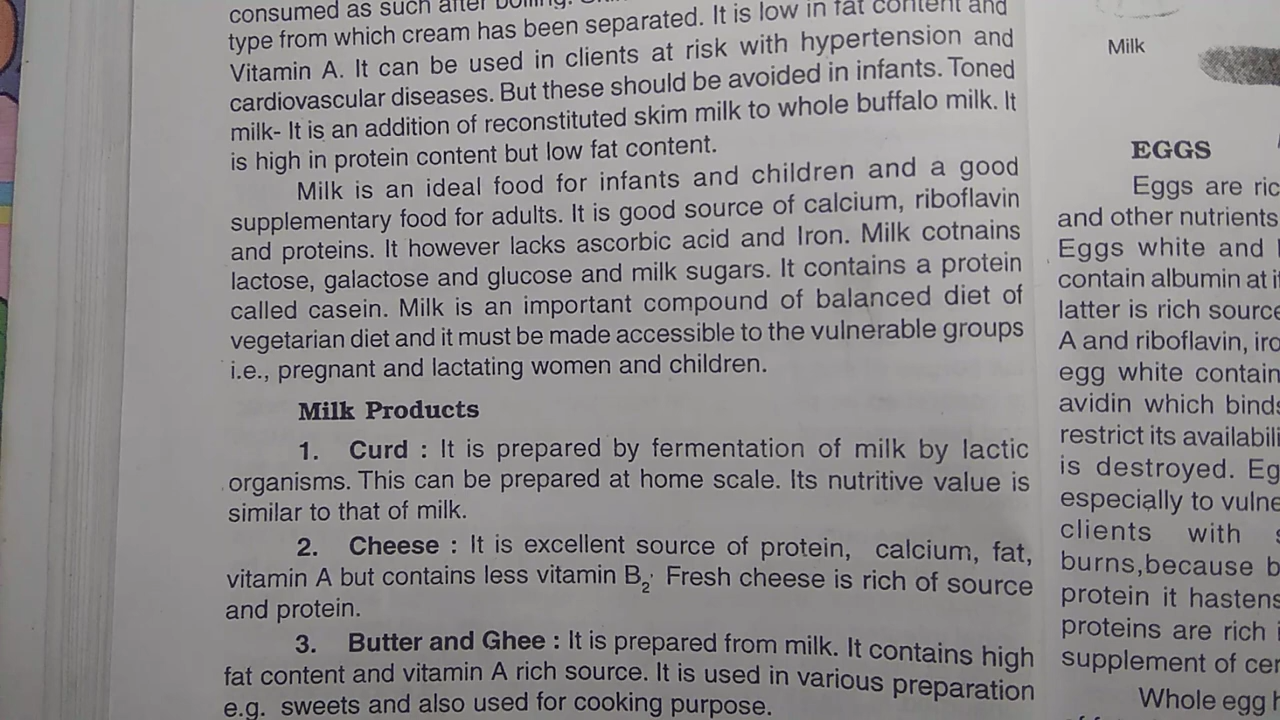 consumed as such after boiling.
type from which cream has been separated. It is low in fat content and
Vitamin A. It can be used in clients at risk with hypertension and
cardiovascular diseases. But these should be avoided in infants. Toned
milk- It is an addition of reconstituted skim milk to whole buffalo milk. It
is high in protein content but low fat content.
Milk is an ideal food for infants and children and a good
supplementary food for adults. It is good source of calcium, riboflavin
and proteins. It however lacks ascorbic acid and Iron. Milk cotnains
lactose, galactose and glucose and milk sugars. It contains a protein
called casein. Milk is an important compound of balanced diet of
vegetarian diet and it must be made accessible to the vulnerable groups
i.e., pregnant and lactating women and children.
Milk Products
1. Curd : It is prepared by fermentation of milk by lactic
organisms. This can be prepared at home scale. Its nutritive value is
similar to that of milk.
2. Cheese : It is excellent source of protein, calcium, fat,
vitamin A but contains less vitamin B₂. Fresh cheese is rich of source
and protein.
3. Butter and Ghee : It is prepared from milk. It contains high
fat content and vitamin A rich source. It is used in various preparation
e.g. sweets and also used for cooking purpose.
Milk
EGGS
Eggs are
and other nutrients
Eggs white and
contain albumin at
latter is rich source
A and riboflavin,
egg white contain
avidin which
restrict its
is destroyed.
especially to
clients with
burns,because
protein it hastens
proteins are rich
supplement of
Whole egg